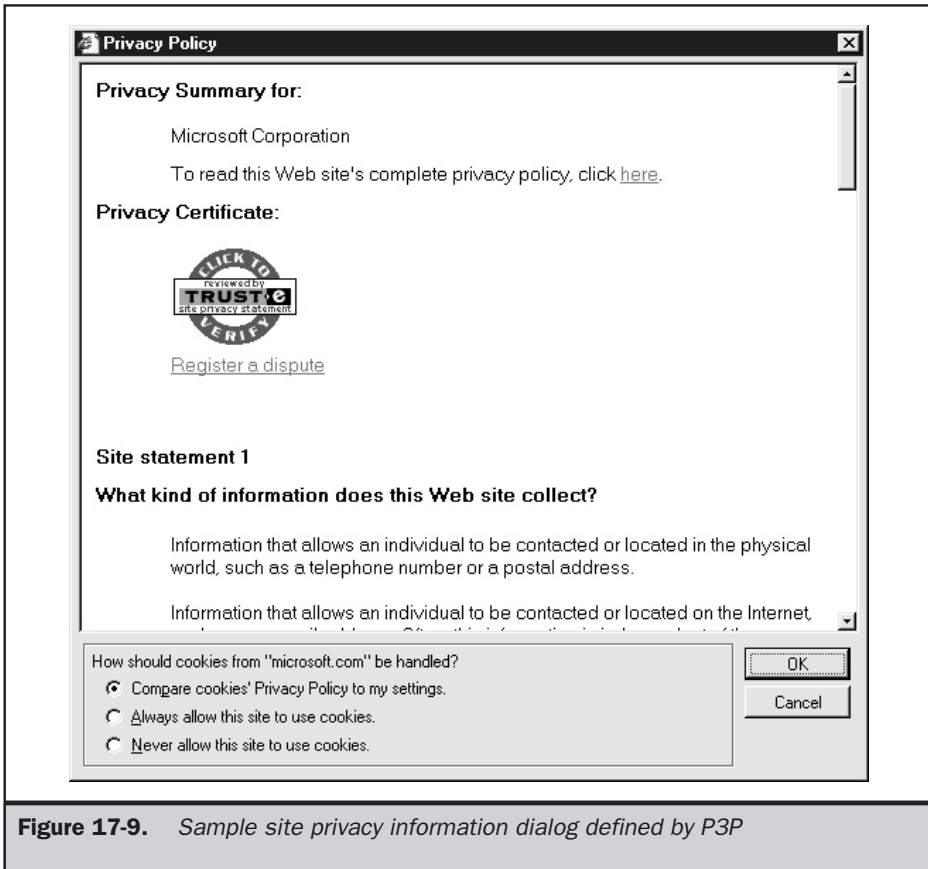 Privacy Policy
Privacy Summary for:
Microsoft Corporation
To read this Web site's complete privacy policy, click here.
Privacy Certificate:
CLICK TO
reviewed by
TRUST e
site privacy statement
VERIFY
Register a dispute
Site statement 1
What kind of information does this Web site collect?
Information that allows an individual to be contacted or located in the physical
world, such as a telephone number or a postal address.
Information that allows an individual to be contacted or located on the Internet,
How should cookies from "microsoft.com" be handled?
Compare cookies' Privacy Policy to my settings.
Always allow this site to use cookies.
Never allow this site to use cookies.
OK
Cancel
Figure 17-9. Sample site privacy information dialog defined by P3P